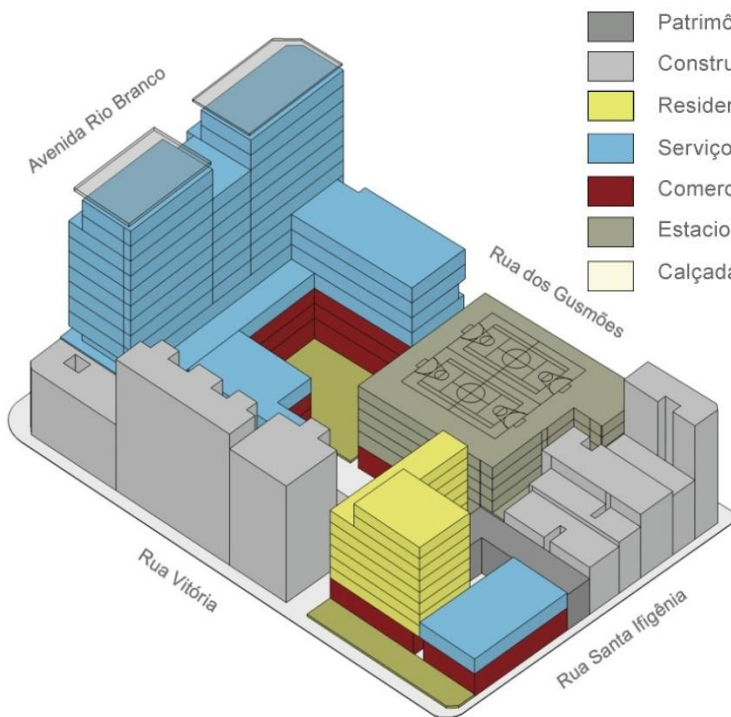 Patrimô
Constru
Residen
Serviço
Comerc
Estacio
Calçada
Avenida Rio Branco
Rua dos Gusmões
Rua Vitória
Rua Santa Ifigênia